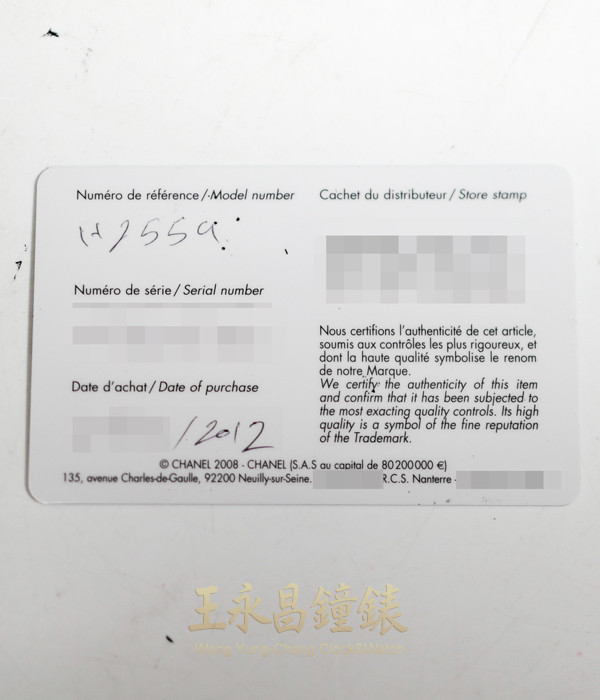 Numéro de référence / Model number
H2559
Numéro de série / Serial number
Date d'achat / Date of purchase
/2012
Cachet du distributeur / Store stamp
Nous certifions l'authenticité de cet article,
soumis aux contrôles les plus rigoureux, et
dont la haute qualité symbolise le renom
de notre Marque.
We certify the authenticity of this item
and confirm that it has been subjected to
the most exacting quality controls. Its high
quality is a symbol of the fine reputation
of the Trademark.
© CHANEL 2008 - CHANEL (S.A.S au capital de 80200000 €)
135, avenue Charles-de-Gaulle, 92200 Neuilly-sur-Seine. R.C.S. Nanterre -
王永昌鐘錶
Wang Yung Chang Clock&Watch